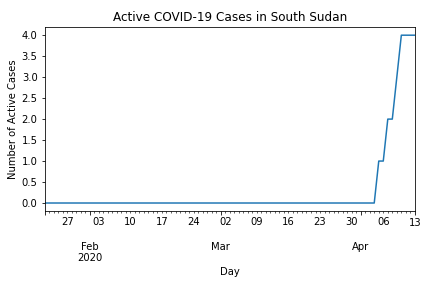 Active COVID-19 Cases in South Sudan
4.0
3.5
3.0
2.5
2.0
1.5
1.0
0.5
0.0
Number of Active Cases
27 03 10 17 24 02 09 16 23 30 06 13
Feb Mar Apr
2020
Day